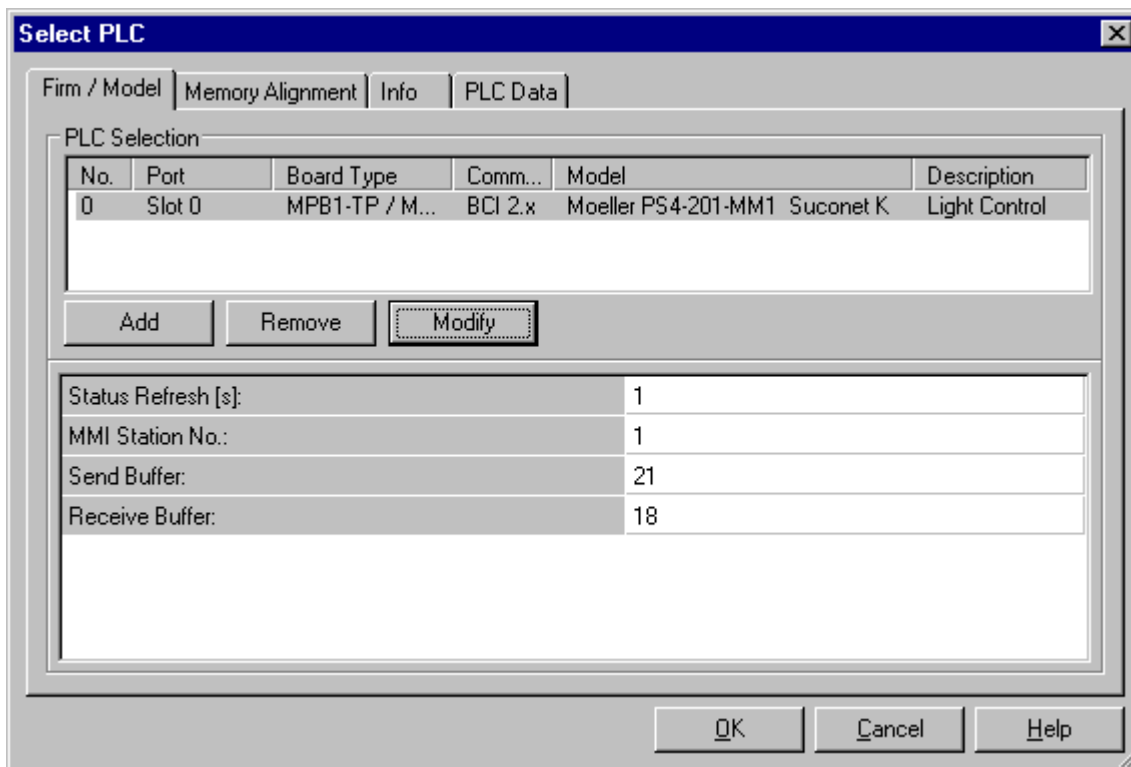 Select PLC
Firm / Model Memory Alignment Info PLC Data
PLC Selection
No. Port Board Type Comm... Model Description
0 Slot 0 MPB1-TP / M... BCI 2.x Moeller PS4-201-MM1 Suconet K Light Control
Add Remove Modify
Status Refresh [s]: 1
MMI Station No.: 1
Send Buffer: 21
Receive Buffer: 18
OK Cancel Help